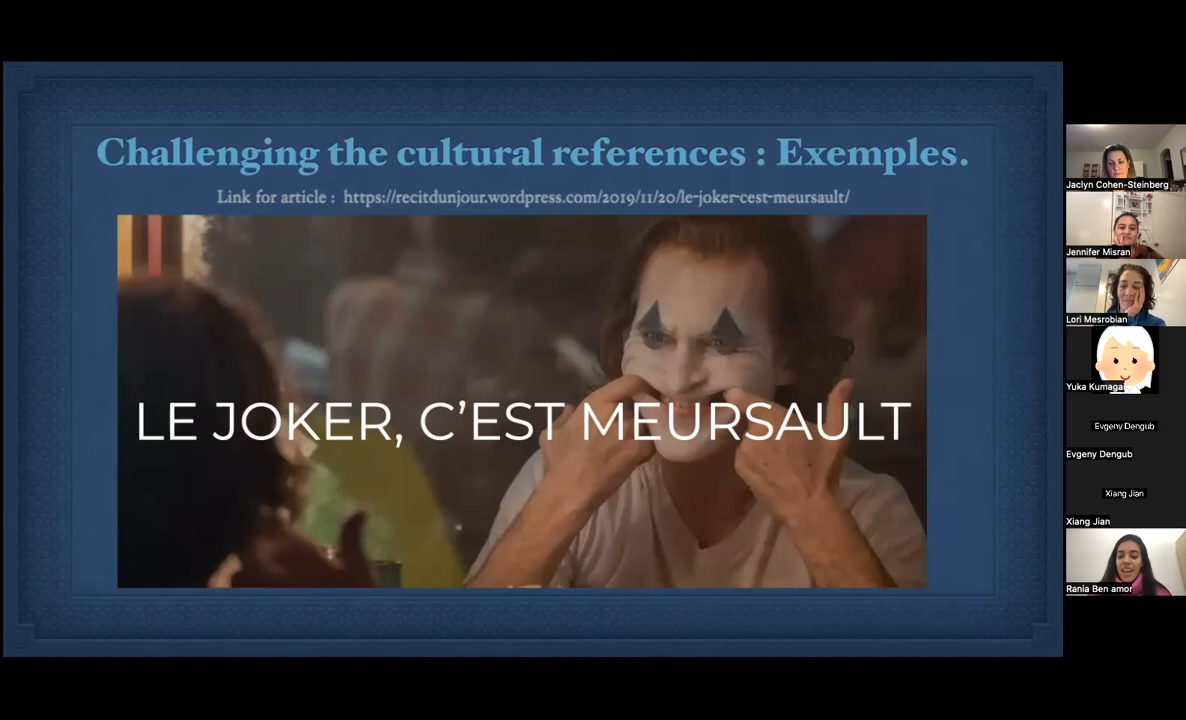 Challenging the cultural references : Exemples.
Link for article : https://recitdunjour.wordpress.com/2019/11/20/le-joker-cest-meursault/
LE JOKER, C’EST MEURSAULT
Jaclyn Cohen-Steinberg
Jennifer Misran
Lori Mesrobian
Yuka Kumagai
Evgeny Dengub
Evgeny Dengub
Xiang Jian
Xiang Jian
Rania Ben amor